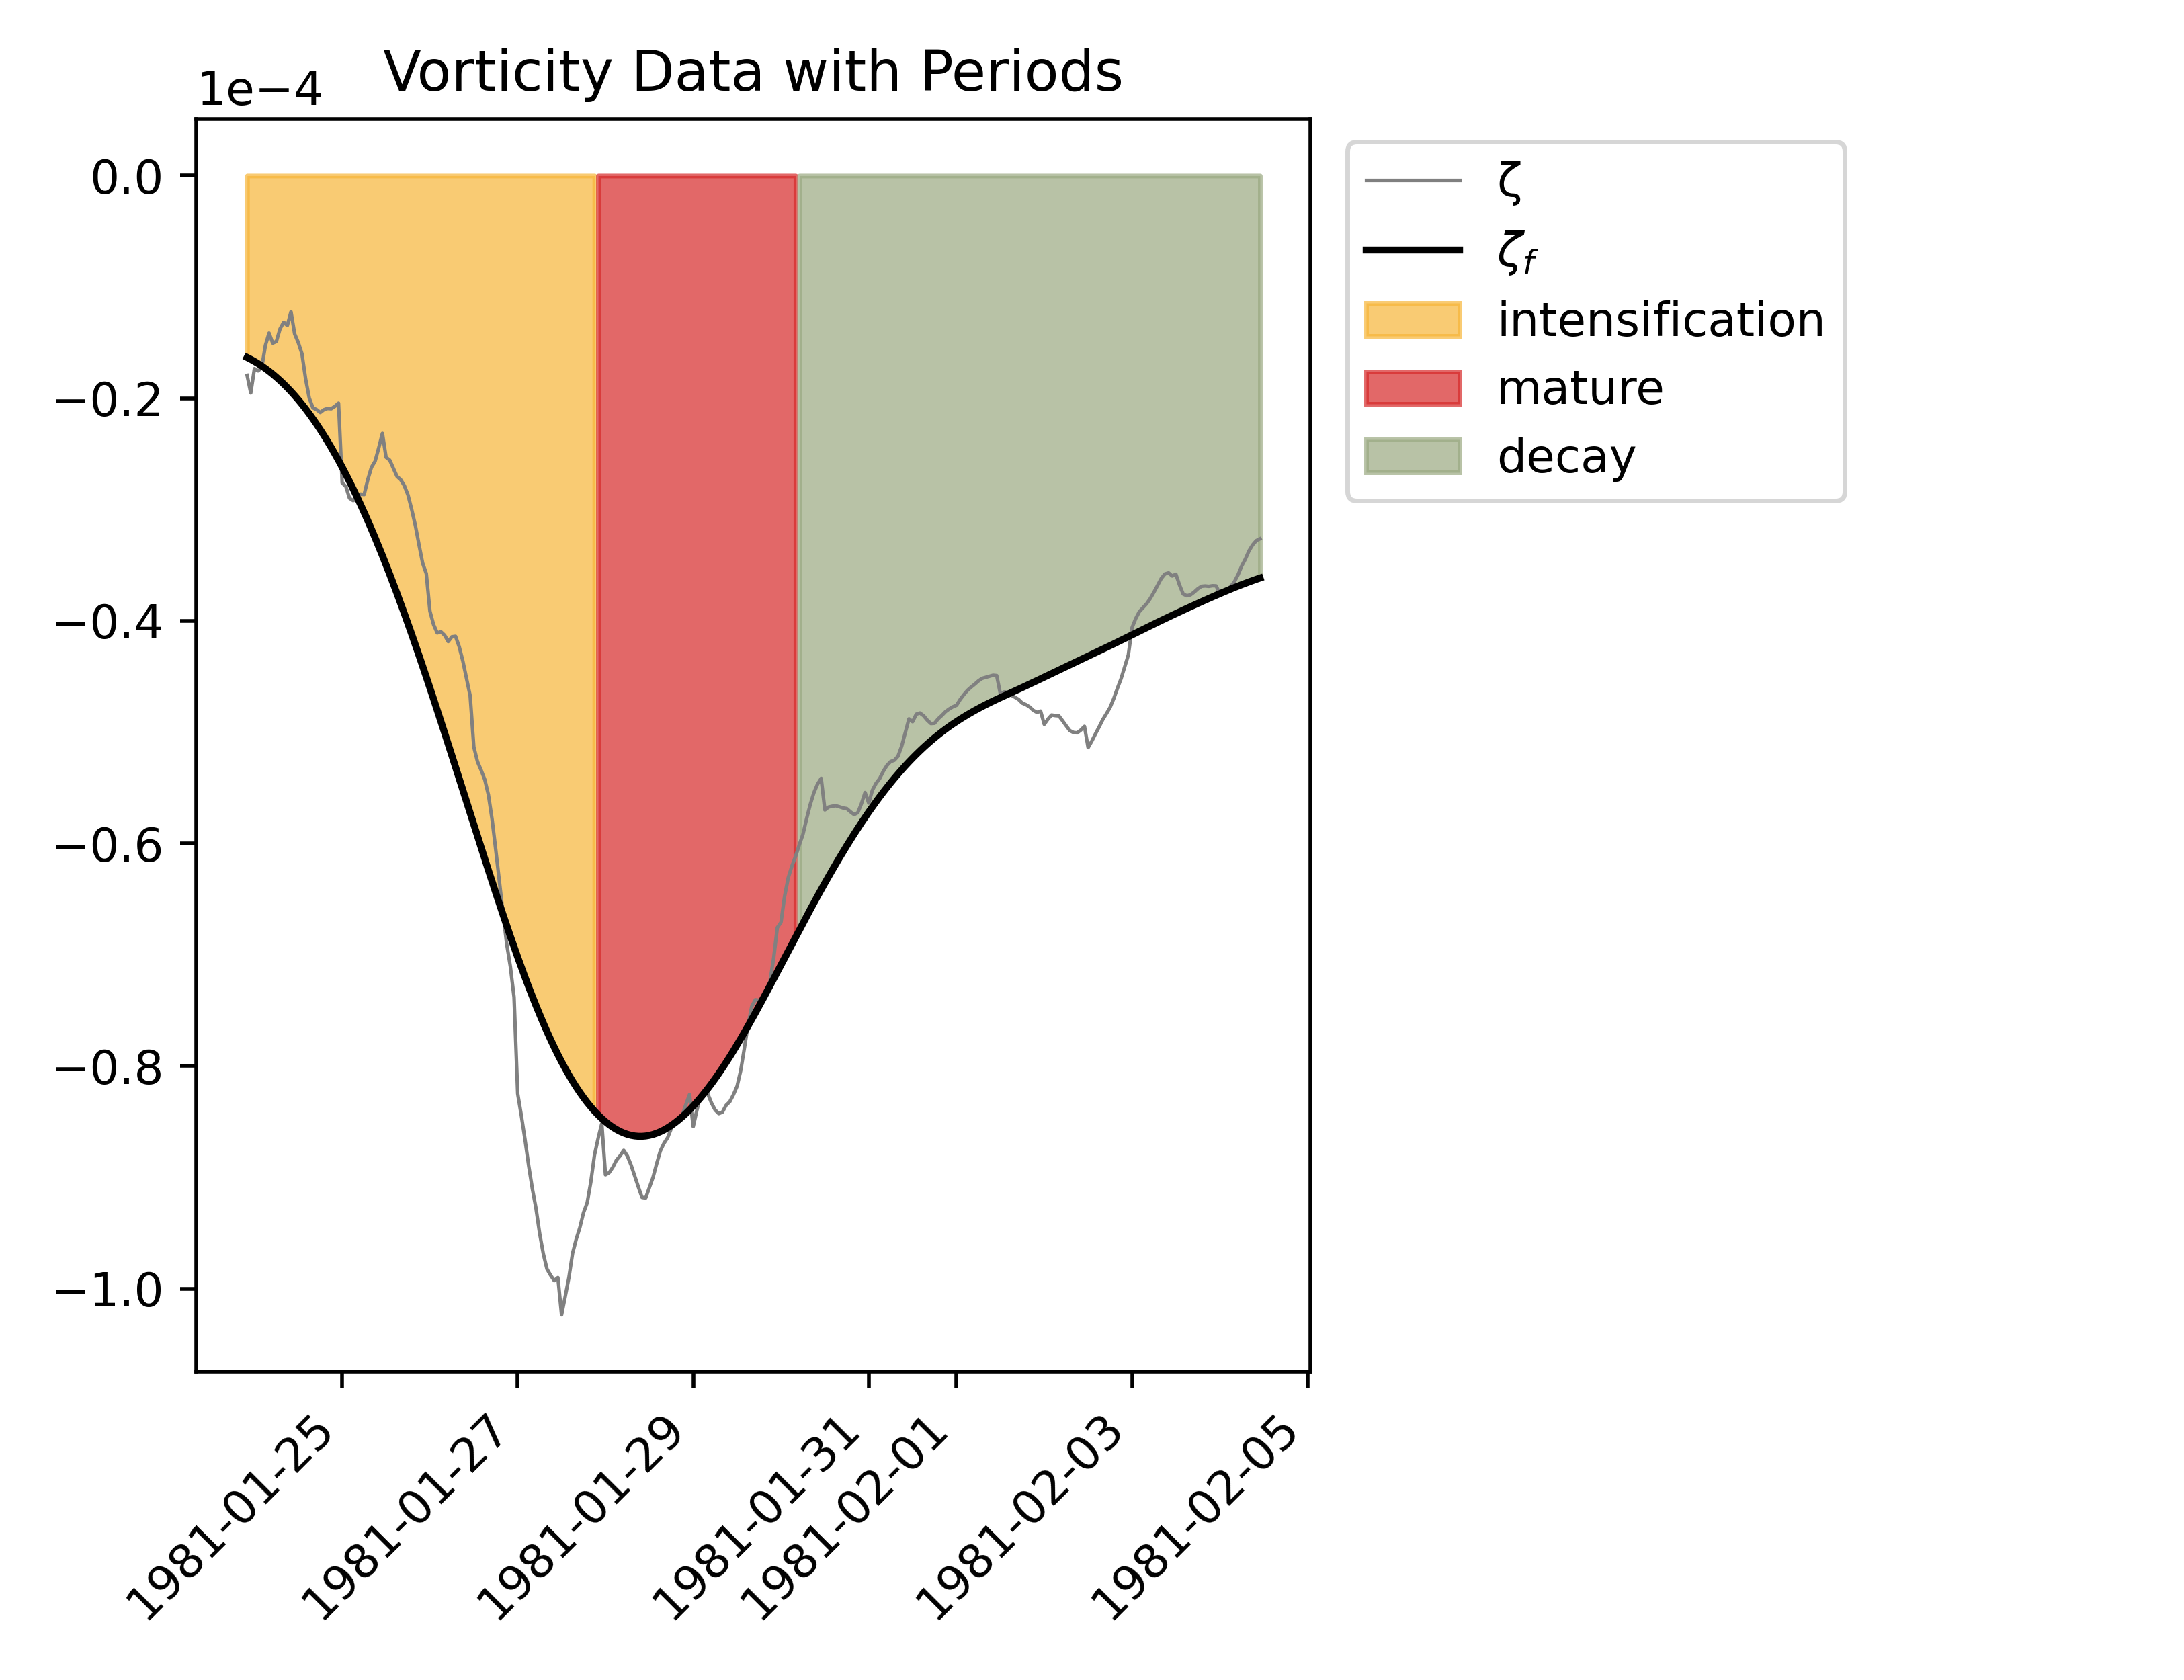 Vorticity Data with Periods
1e−4
0.0
−0.2
−0.4
−0.6
−0.8
−1.0
1981-01-25
1981-01-27
1981-01-29
1981-01-31
1981-02-01
1981-02-03
1981-02-05
ζ
ζf
intensification
mature
decay